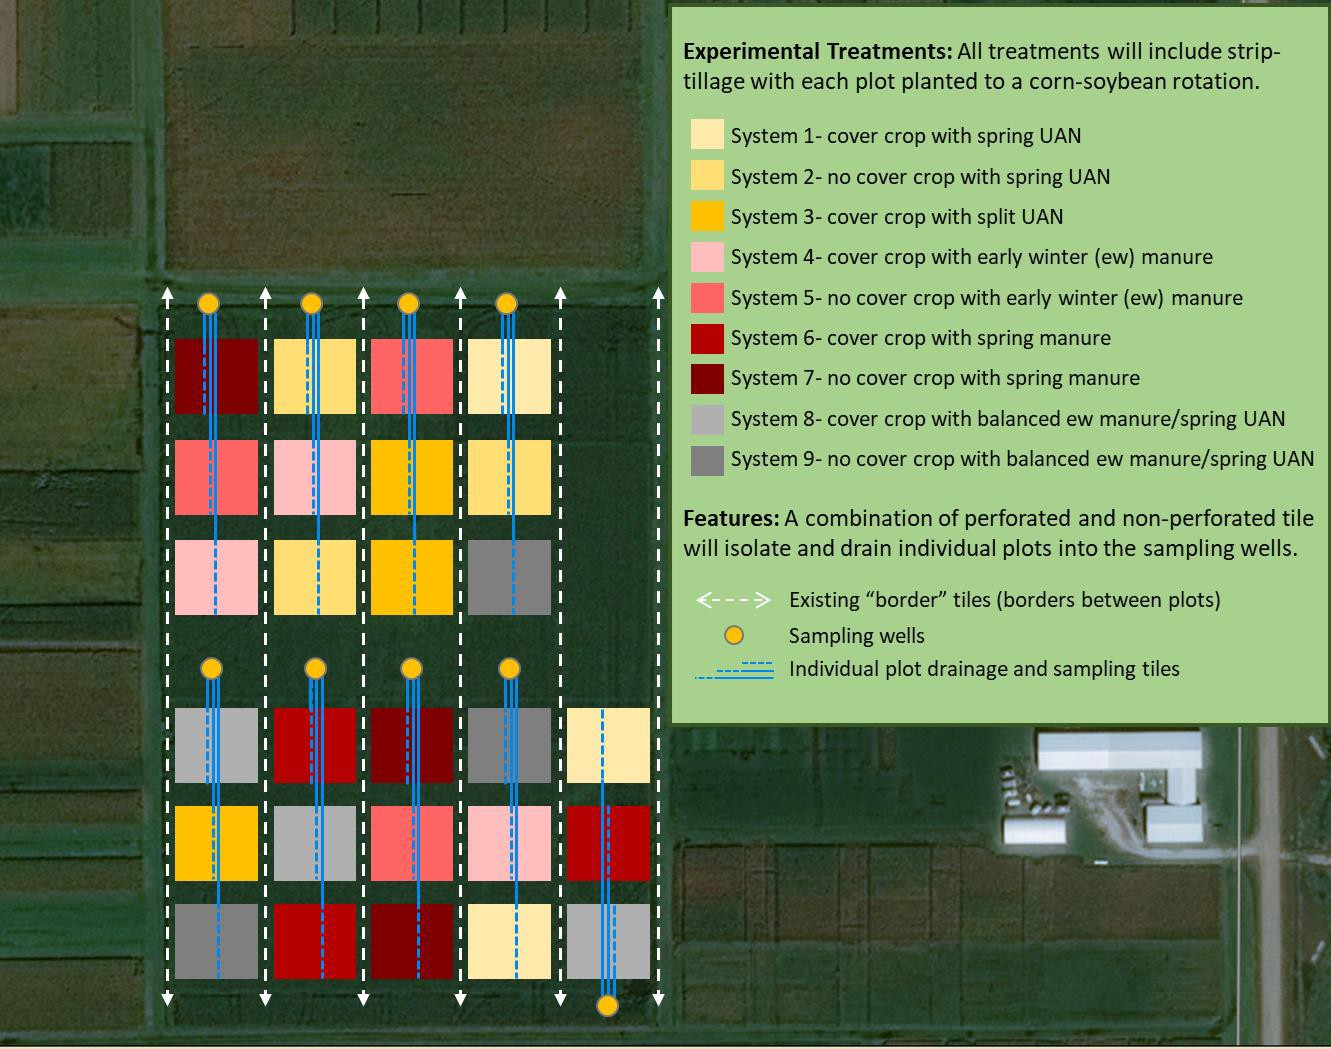 Experimental Treatments: All treatments will include strip-
tillage with each plot planted to a corn-soybean rotation.
System 1- cover crop with spring UAN
System 2- no cover crop with spring UAN
System 3- cover crop with split UAN
System 4- cover crop with early winter (ew) manure
System 5- no cover crop with early winter (ew) manure
System 6- cover crop with spring manure
System 7- no cover crop with spring manure
System 8- cover crop with balanced ew manure/spring UAN
System 9- no cover crop with balanced ew manure/spring UAN
Features: A combination of perforated and non-perforated tile
will isolate and drain individual plots into the sampling wells.
Existing “border” tiles (borders between plots)
Sampling wells
Individual plot drainage and sampling tiles